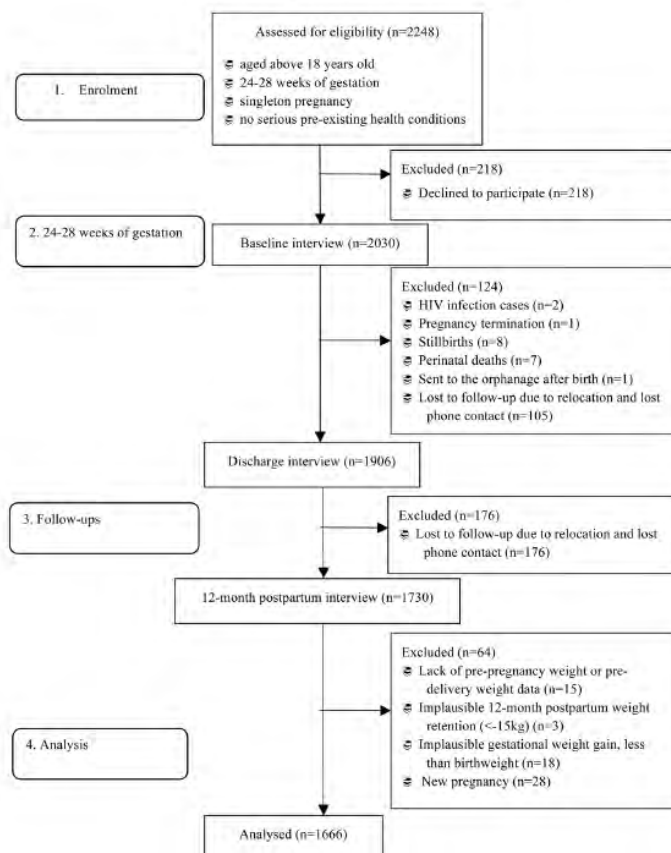 Assessed for eligibility (n=2248)
aged above 18 years old
24-28 weeks of gestation
singleton pregnancy
no serious pre-existing health conditions
1. Enrolment
Excluded (n=218)
Declined to participate (n=218)
2. 24-28 weeks of gestation
Baseline interview (n=2030)
Excluded (n=124)
HIV infection cases (n=2)
Pregnancy termination (n=1)
Stillbirths (n=8)
Perinatal deaths (n=7)
Sent to the orphanage after birth (n=1)
Lost to follow-up due to relocation and lost
phone contact (n=105)
Discharge interview (n=1906)
3. Follow-ups
Excluded (n=176)
Lost to follow-up due to relocation and lost
phone contact (n=176)
12-month postpartum interview (n=1730)
Excluded (n=64)
Lack of pre-pregnancy weight or pre-
delivery weight data (n=15)
Implausible 12-month postpartum weight
retention (<-15kg) (n=3)
Implausible gestational weight gain, less
than birthweight (n=18)
New pregnancy (n=28)
4. Analysis
Analysed (n=1666)